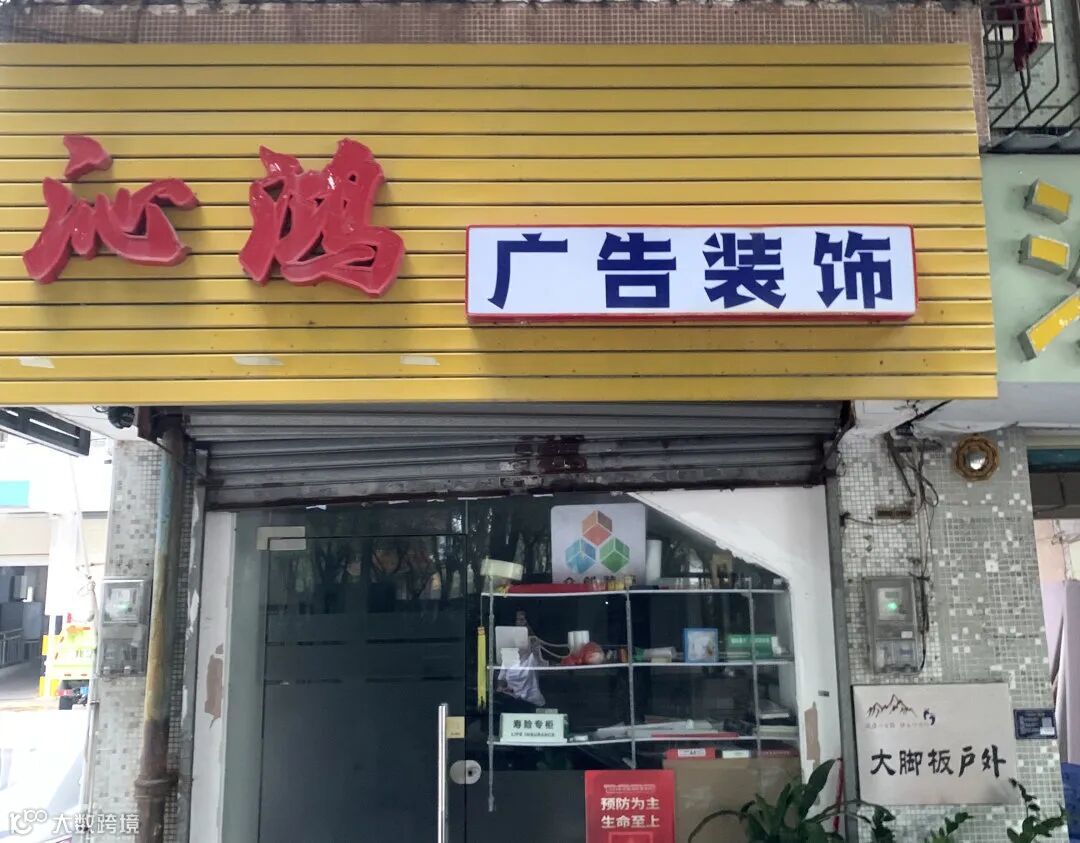 沁鸿
广告装饰
寿险专柜
LIFE INSURANCE
预防为主
生命至上
大脚板户外
大数跨境